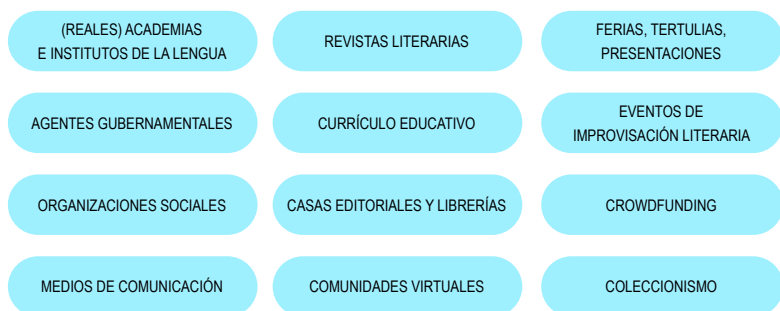 (REALES) ACADEMIAS
E INSTITUTOS DE LA LENGUA
REVISTAS LITERARIAS
FERIAS, TERTULIAS,
PRESENTACIONES
AGENTES GUBERNAMENTALES
CURRÍCULO EDUCATIVO
EVENTOS DE
IMPROVISACIÓN LITERARIA
ORGANIZACIONES SOCIALES
CASAS EDITORIALES Y LIBRERÍAS
CROWDFUNDING
MEDIOS DE COMUNICACIÓN
COMUNIDADES VIRTUALES
COLECCIONISMO